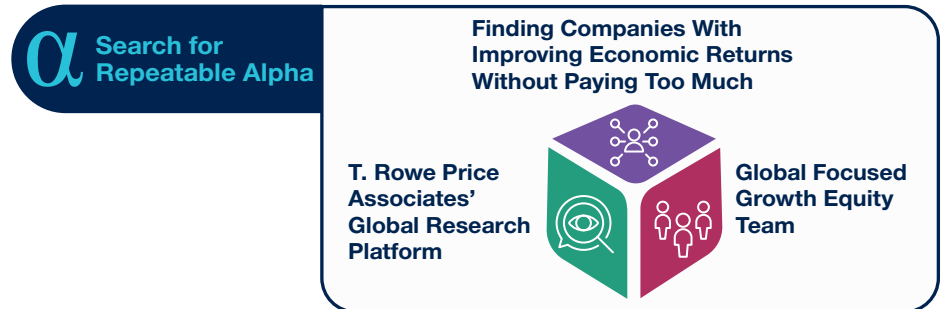 α
Search for
Repeatable Alpha
Finding Companies With
Improving Economic Returns
Without Paying Too Much
T. Rowe Price
Associates’
Global Research
Platform
Global Focused
Growth Equity
Team